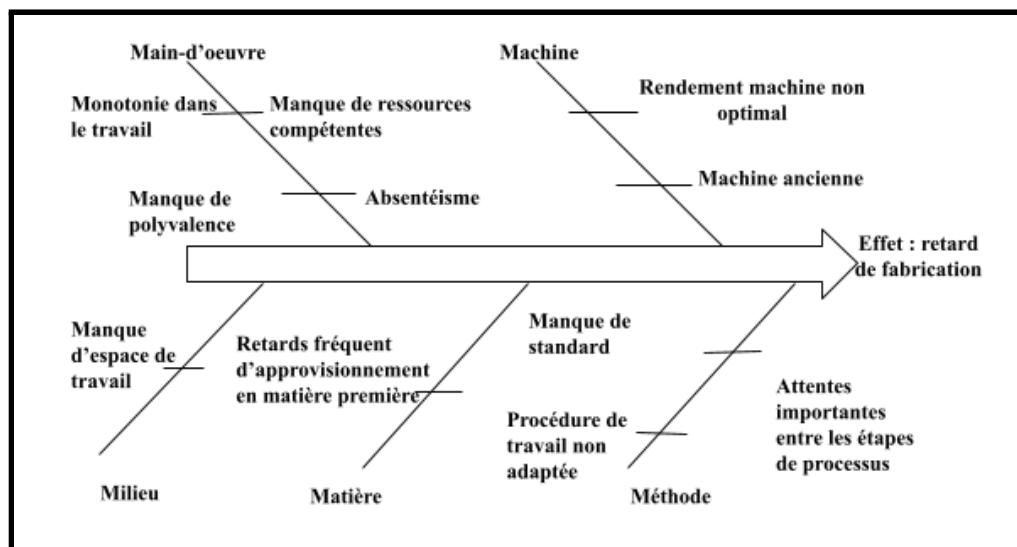 Main-d'oeuvre
Machine
Monotonie dans
le travail
Manque de ressources
compétentes
Rendement machine non
optimal
Manque de
polyvalence
Absentéisme
Machine ancienne
Effet : retard
de fabrication
Manque
d'espace de
travail
Retards fréquent
d'approvisionnement
en matière première
Manque de
standard
Procédure de
travail non
adaptée
Attentes
importantes
entre les étapes
de processus
Milieu
Matière
Méthode